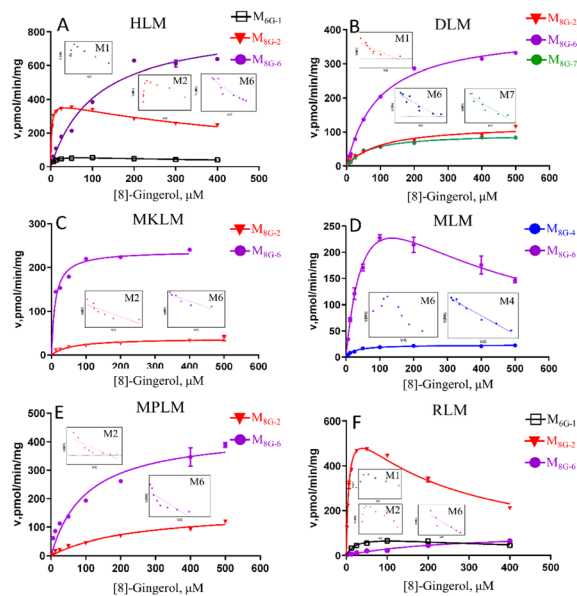 A
HLM
M6G-1
M8G-2
M8G-6
M1
M2
M6
v,pmol/min/mg
800
600
400
200
0
0 100 200 300 400 500
[8]-Gingerol, μM
B
DLM
M8G-2
M8G-6
M8G-7
M1
M6
M7
v,pmol/min/mg
400
300
200
100
0
0 100 200 300 400 500 600
[8]-Gingerol, μM
C
MKLM
M8G-2
M8G-6
M2
M6
v,pmol/min/mg
300
200
100
0
0 100 200 300 400 500 600
[8]-Gingerol, μM
D
MLM
M8G-4
M8G-6
M6
M4
v,pmol/min/mg
250
200
150
100
50
0
0 100 200 300 400 500 600
[8]-Gingerol, μM
E
MPLM
M8G-2
M8G-6
M2
M6
v,pmol/min/mg
500
400
300
200
100
0
0 100 200 300 400 500 600
[8]-Gingerol, μM
F
RLM
M6G-1
M8G-2
M8G-6
M1
M2
M6
v,pmol/min/mg
600
400
200
0
0 100 200 300 400 500
[8]-Gingerol, μM